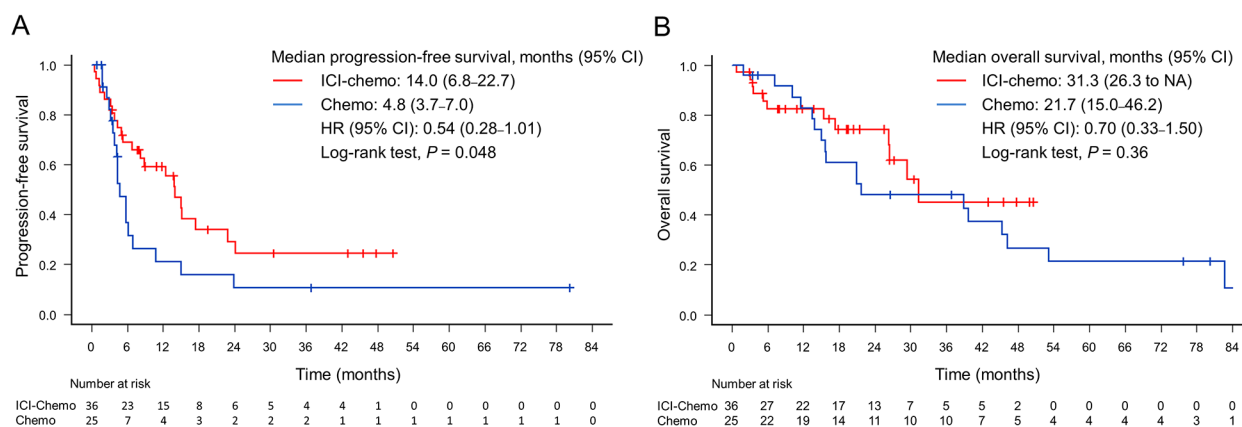 A
Median progression-free survival, months (95% CI)
ICI-chemo: 14.0 (6.8–22.7)
Chemo: 4.8 (3.7–7.0)
HR (95% CI): 0.54 (0.28–1.01)
Log-rank test, P = 0.048
Progression-free survival
1.0
0.8
0.6
0.4
0.2
0.0
0 6 12 18 24 30 36 42 48 54 60 66 72 78 84
Time (months)
Number at risk
ICI-Chemo 36 23 15 8 6 5 4 4 1 0 0 0 0 0 0
Chemo 25 7 4 3 2 2 2 1 1 1 1 1 1 1 0
B
Median overall survival, months (95% CI)
ICI-chemo: 31.3 (26.3 to NA)
Chemo: 21.7 (15.0–46.2)
HR (95% CI): 0.70 (0.33–1.50)
Log-rank test, P = 0.36
Overall survival
1.0
0.8
0.6
0.4
0.2
0.0
0 6 12 18 24 30 36 42 48 54 60 66 72 78 84
Time (months)
Number at risk
ICI-Chemo 36 27 22 17 13 7 5 5 2 0 0 0 0 0 0
Chemo 25 22 19 14 11 10 10 7 5 4 4 4 4 3 1